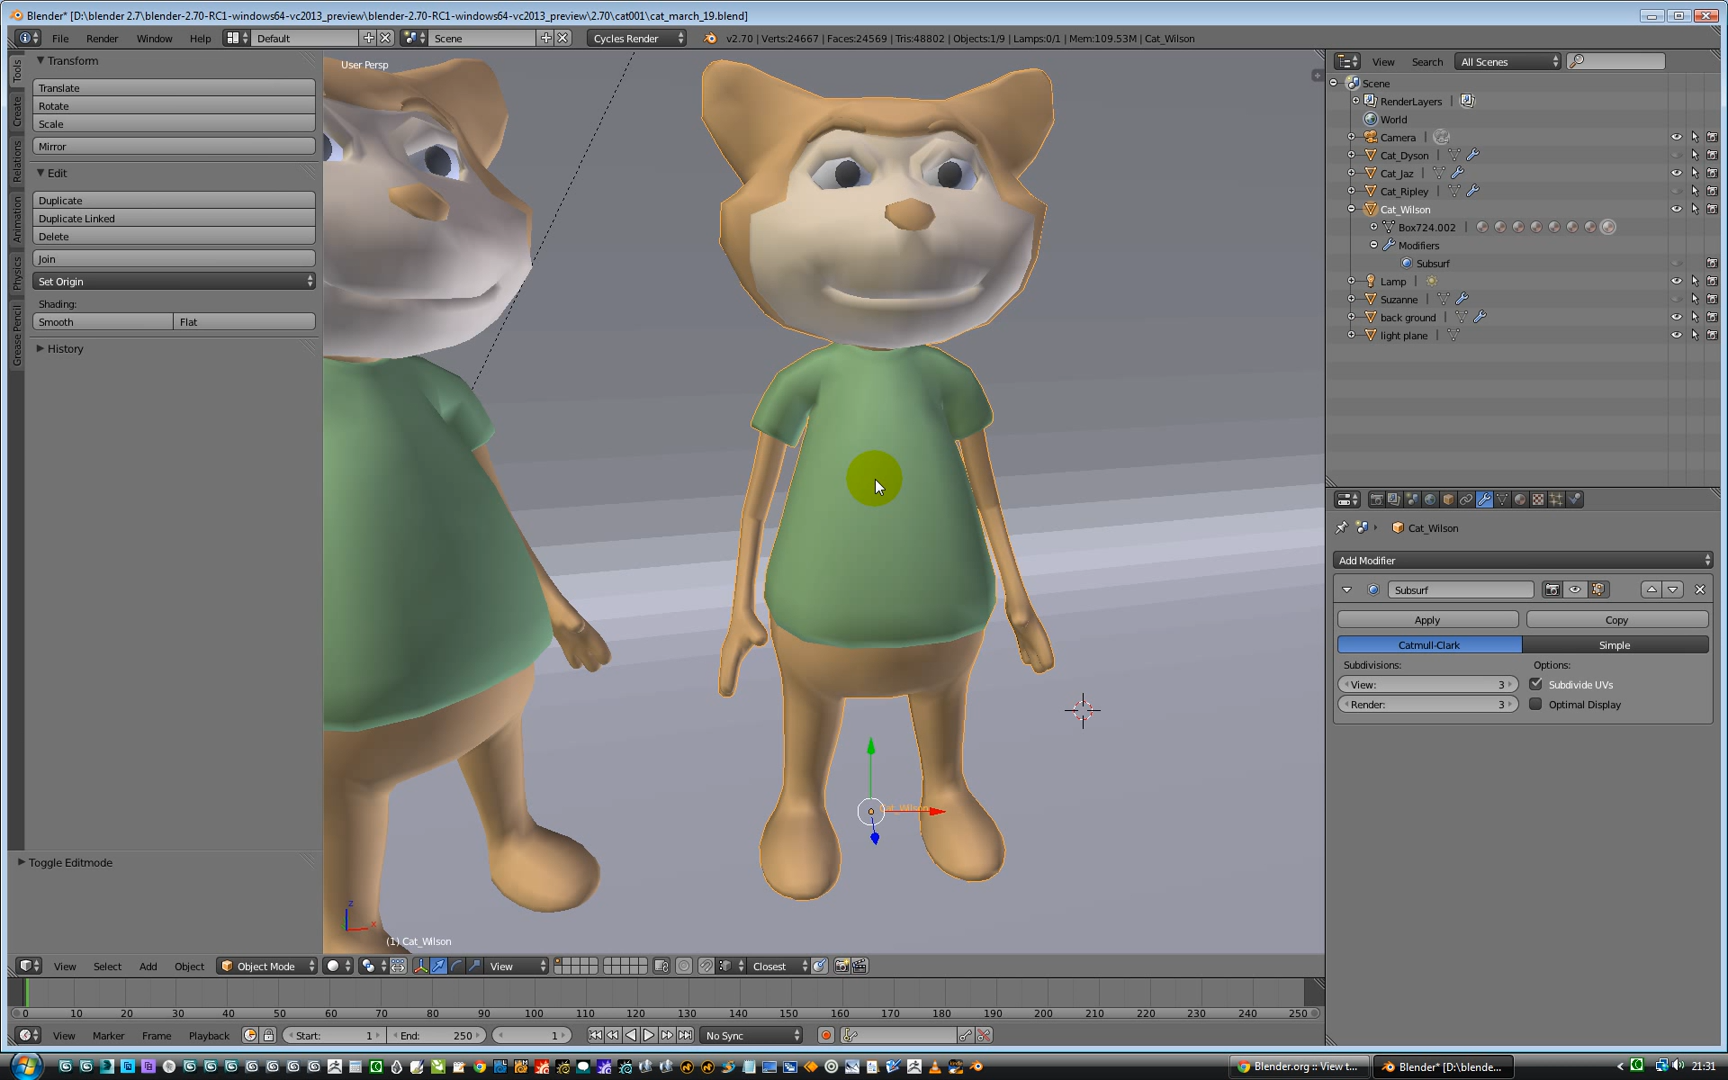 Blender* [D:\blender 2.7\blender-2.70-RC1-windows64-vc2013_preview\blender-2.70-RC1-windows64-vc2013_preview\2.70\cat001\cat_march_19.blend]
File Render Window Help Default Scene Cycles Render v2.70 | Verts:24667 | Faces:24569 | Tris:48802 | Objects:1/9 | Lamps:0/1 | Mem:109.53M | Cat_Wilson
Tools
Create
Relations
Animation
Physics
Grease Pencil
Transform
Translate
Rotate
Scale
Mirror
Edit
Duplicate
Duplicate Linked
Delete
Join
Set Origin
Shading:
Smooth Flat
History
Toggle Editmode
User Persp
Cat_Wilson
z
x
(1) Cat_Wilson
View Search All Scenes
Scene
RenderLayers |
World
Camera
Cat_Dyson
Cat_Jaz
Cat_Ripley
Cat_Wilson
Box724.002
Modifiers
Subsurf
Lamp
Suzanne
back ground
light plane
Cat_Wilson
Add Modifier
Subsurf
Apply Copy
Catmull-Clark Simple
Subdivisions: Options:
View: 3 Subdivide UVs
Render: 3 Optimal Display
View Select Add Object Object Mode View Closest
0 10 20 30 40 50 60 70 80 90 100 110 120 130 140 150 160 170 180 190 200 210 220 230 240 250
View Marker Frame Playback Start: 1 End: 250 1 No Sync
Blender.org :: View t... Blender* [D:\blende... 21:31